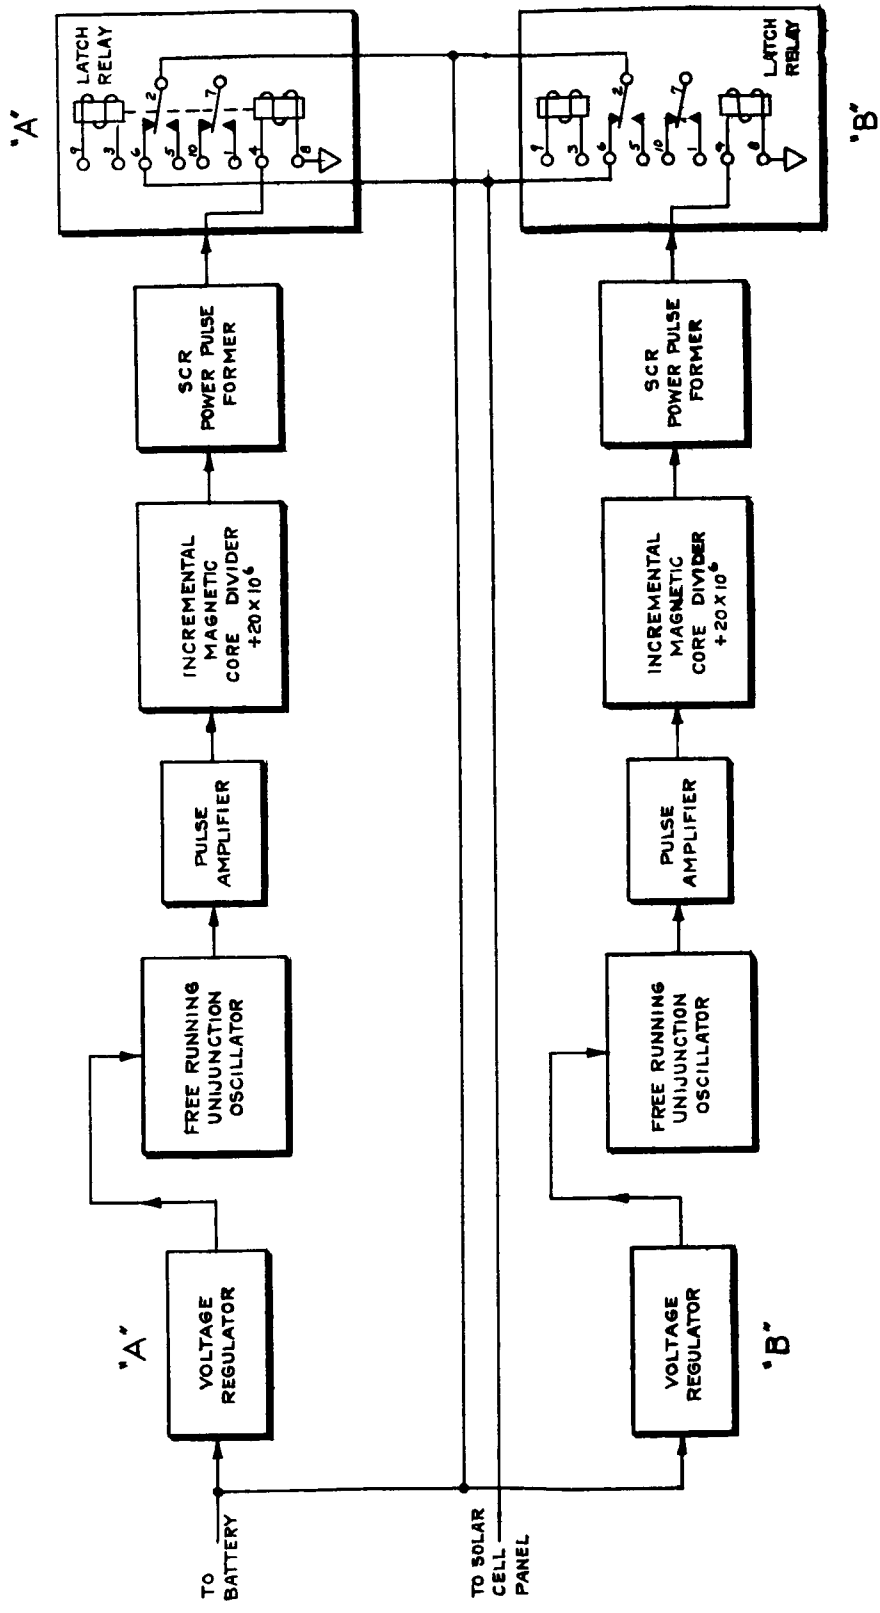 "A"
LATCH
RELAY
9
3
2
6
5
7
10
1
4
8
SCR
POWER PULSE
FORMER
INCREMENTAL
MAGNETIC
CORE DIVIDER
÷20 X 10⁶
PULSE
AMPLIFIER
FREE RUNNING
UNIJUNCTION
OSCILLATOR
"A"
VOLTAGE
REGULATOR
TO
BATTERY
TO SOLAR
CELL
PANEL
"B"
LATCH
RELAY
9
3
2
6
5
7
10
1
4
8
SCR
POWER PULSE
FORMER
INCREMENTAL
MAGNETIC
CORE DIVIDER
÷20 X 10⁶
PULSE
AMPLIFIER
FREE RUNNING
UNIJUNCTION
OSCILLATOR
"B"
VOLTAGE
REGULATOR